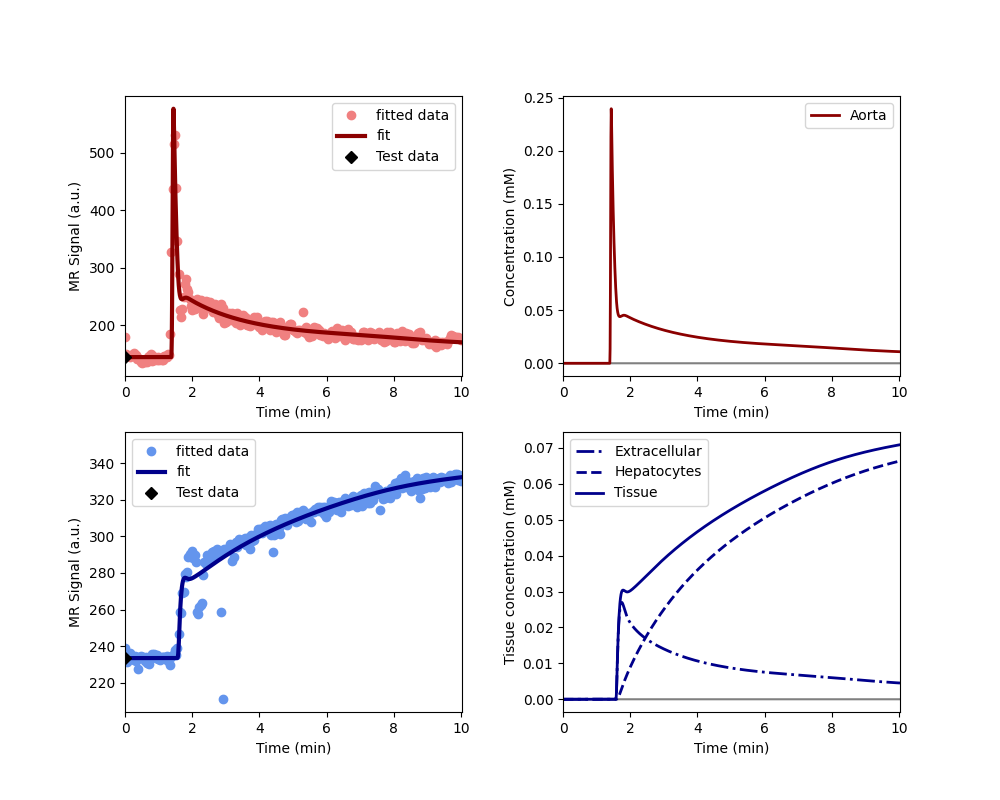 fitted data
fit
Test data
MR Signal (a.u.)
500
400
300
200
0 2 4 6 8 10
Time (min)
Aorta
Concentration (mM)
0.25
0.20
0.15
0.10
0.05
0.00
0 2 4 6 8 10
Time (min)
fitted data
fit
Test data
MR Signal (a.u.)
340
320
300
280
260
240
220
0 2 4 6 8 10
Time (min)
Extracellular
Hepatocytes
Tissue
Tissue concentration (mM)
0.07
0.06
0.05
0.04
0.03
0.02
0.01
0.00
0 2 4 6 8 10
Time (min)